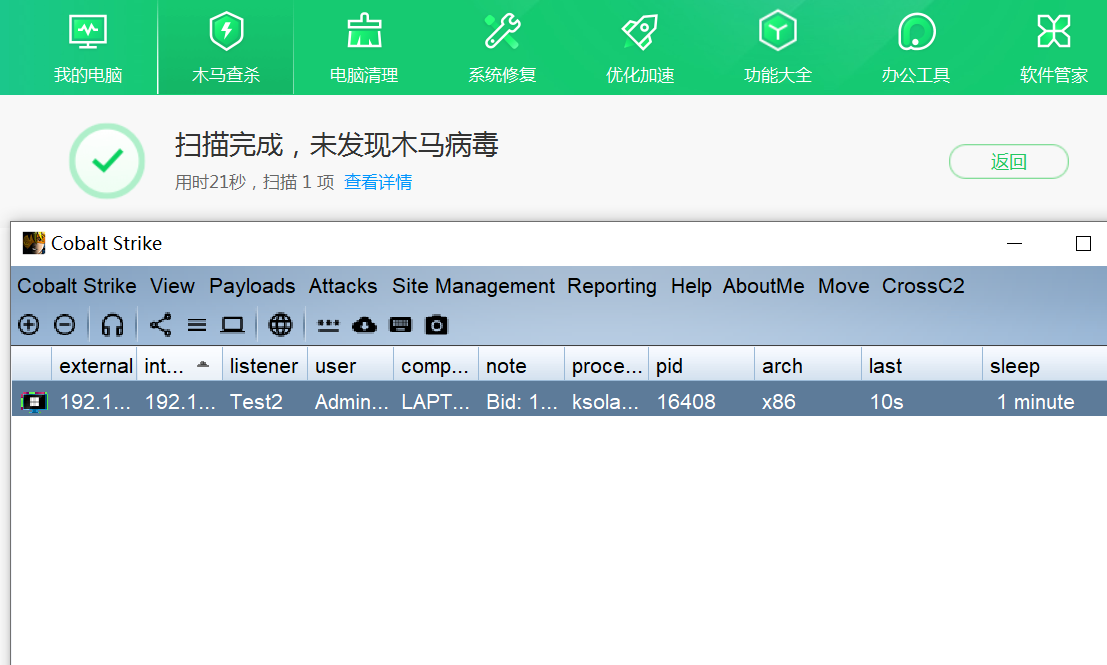 我的电脑 木马查杀 电脑清理 系统修复 优化加速 功能大全 办公工具 软件管家
扫描完成，未发现木马病毒
用时21秒，扫描 1 项 查看详情
返回
Cobalt Strike
Cobalt Strike View Payloads Attacks Site Management Reporting Help AboutMe Move CrossC2
external int... listener user comp... note proce... pid arch last sleep
192.1... 192.1... Test2 Admin... LAPT... Bid: 1... ksola... 16408 x86 10s 1 minute